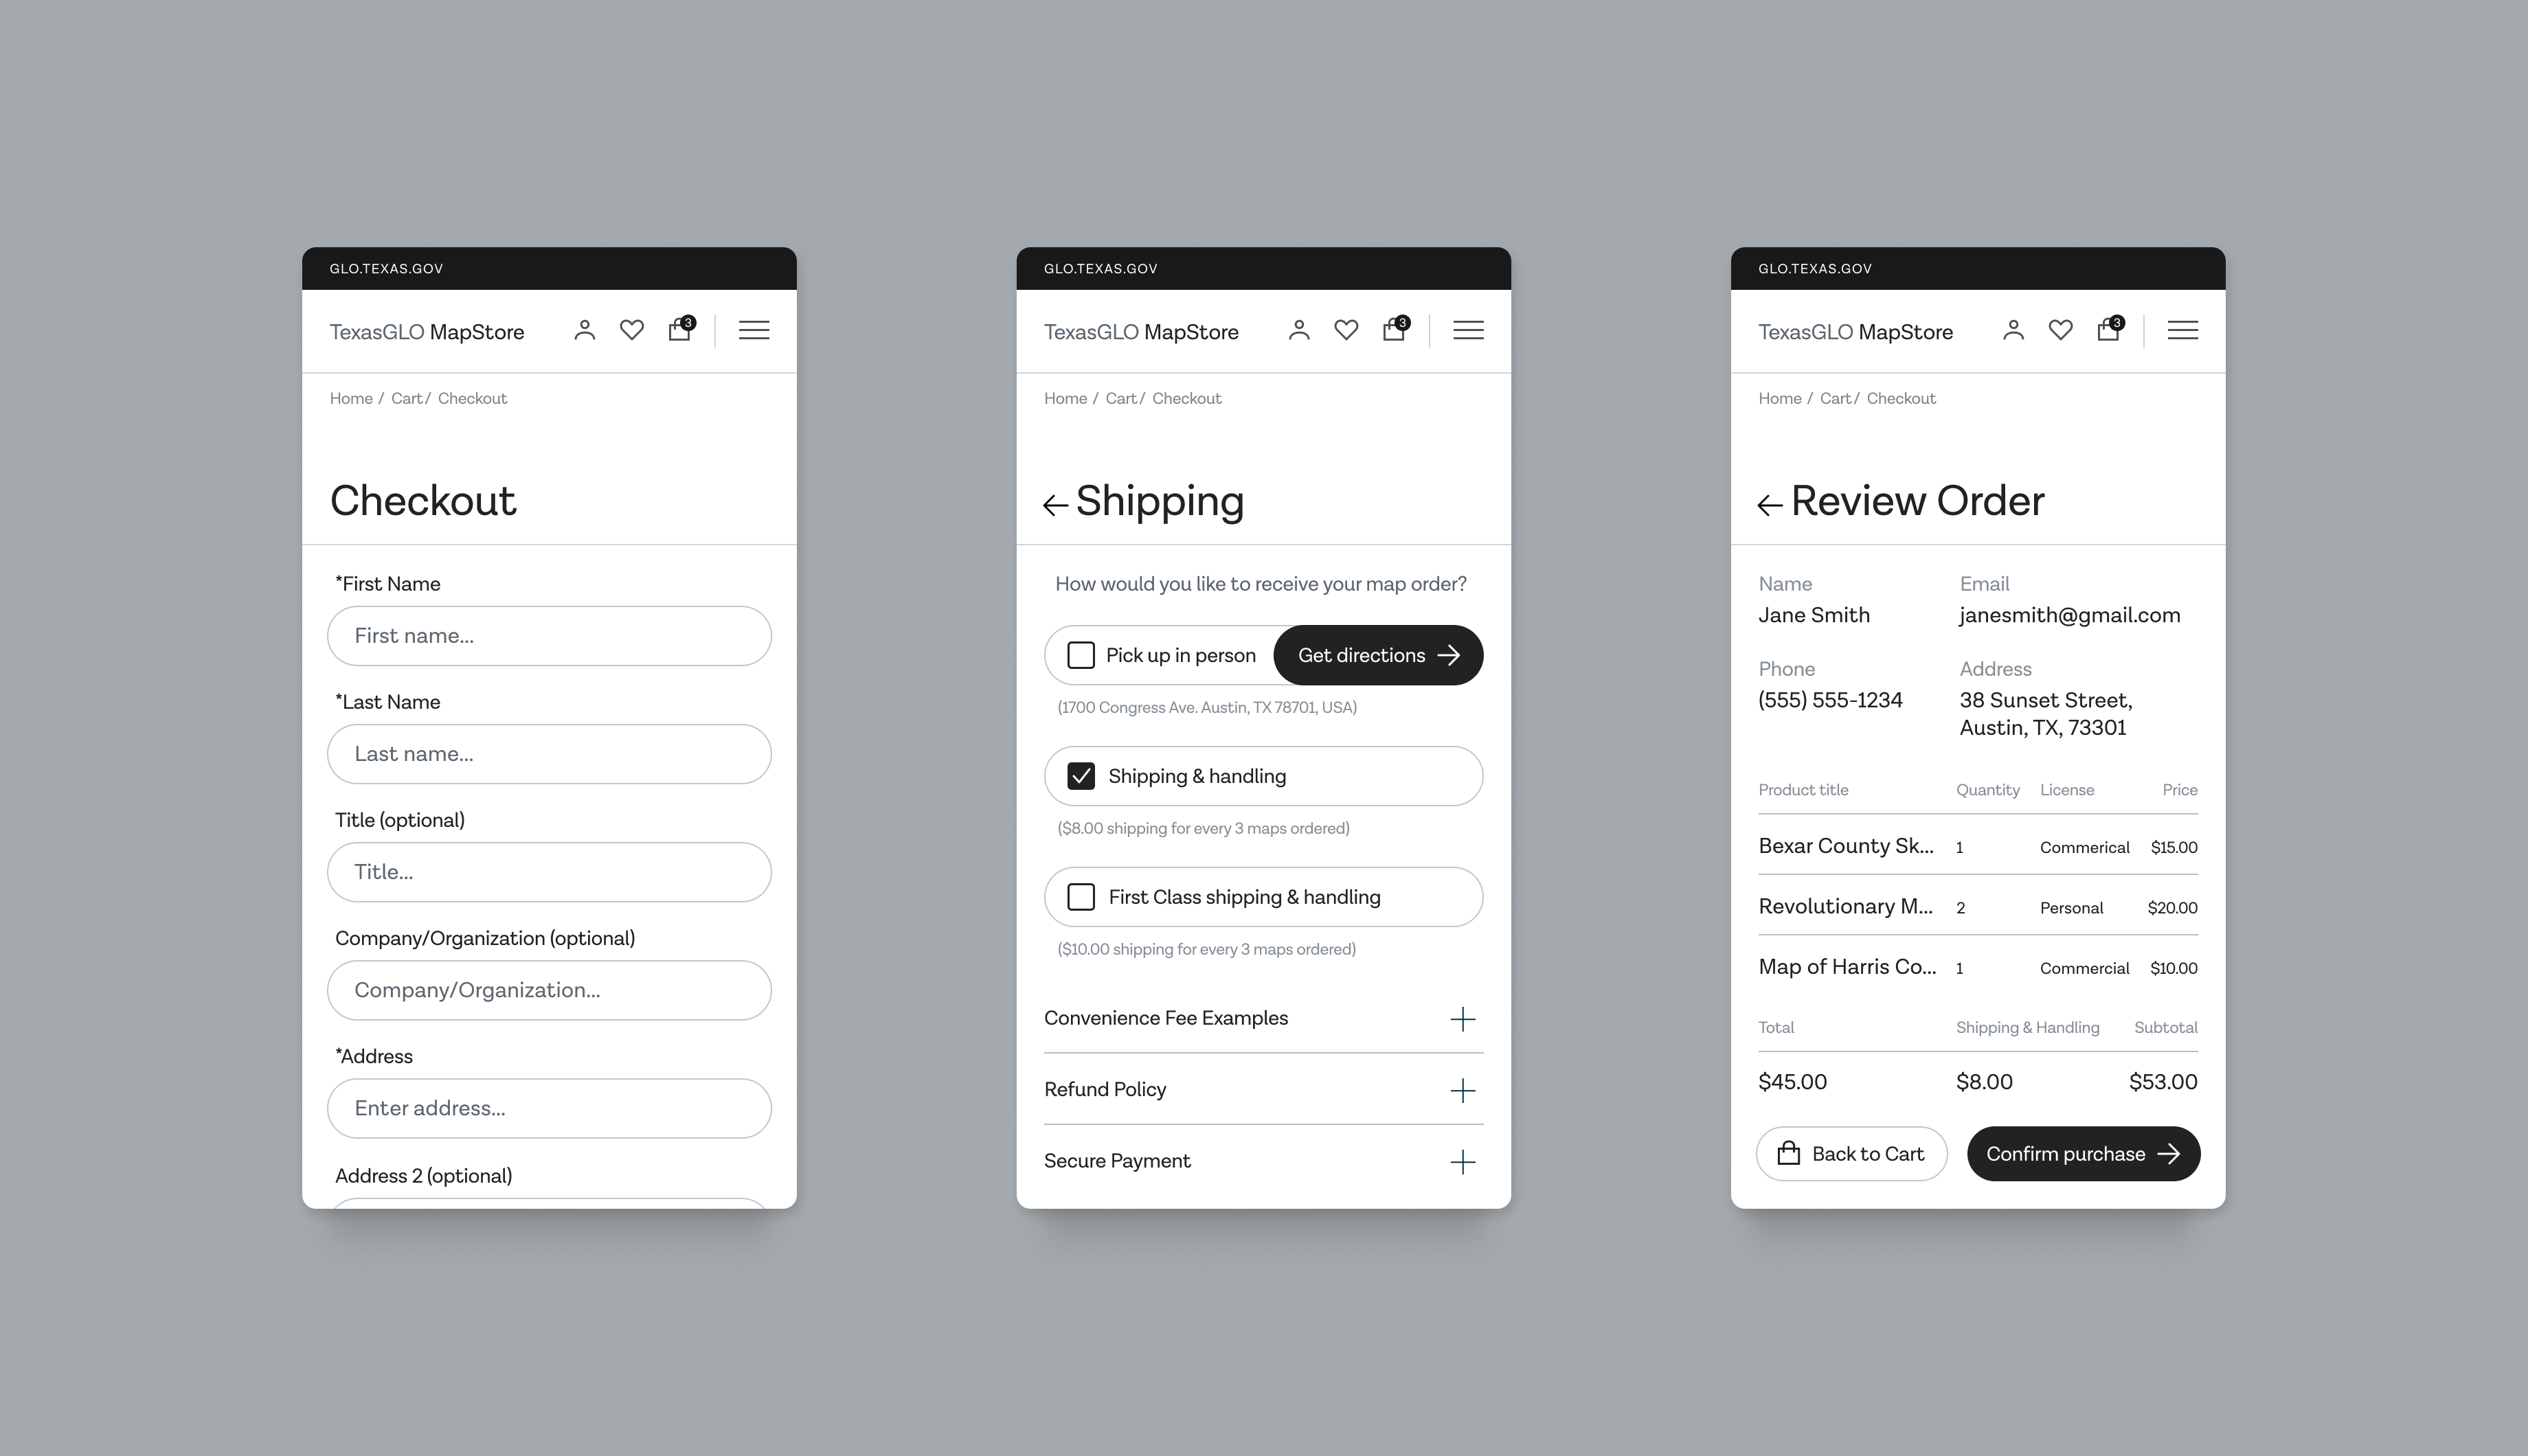 GLO.TEXAS.GOV
TexasGLO MapStore 3
Home / Cart / Checkout
Checkout
*First Name
First name...
*Last Name
Last name...
Title (optional)
Title...
Company/Organization (optional)
Company/Organization...
*Address
Enter address...
Address 2 (optional)
GLO.TEXAS.GOV
TexasGLO MapStore 3
Home / Cart / Checkout
Shipping
How would you like to receive your map order?
Pick up in person Get directions
(1700 Congress Ave. Austin, TX 78701, USA)
Shipping & handling
($8.00 shipping for every 3 maps ordered)
First Class shipping & handling
($10.00 shipping for every 3 maps ordered)
Convenience Fee Examples
Refund Policy
Secure Payment
GLO.TEXAS.GOV
TexasGLO MapStore 3
Home / Cart / Checkout
Review Order
Name Email
Jane Smith janesmith@gmail.com
Phone Address
(555) 555-1234 38 Sunset Street,
Austin, TX, 73301
Product title Quantity License Price
Bexar County Sk... 1 Commerical $15.00
Revolutionary M... 2 Personal $20.00
Map of Harris Co... 1 Commercial $10.00
Total Shipping & Handling Subtotal
$45.00 $8.00 $53.00
Back to Cart Confirm purchase